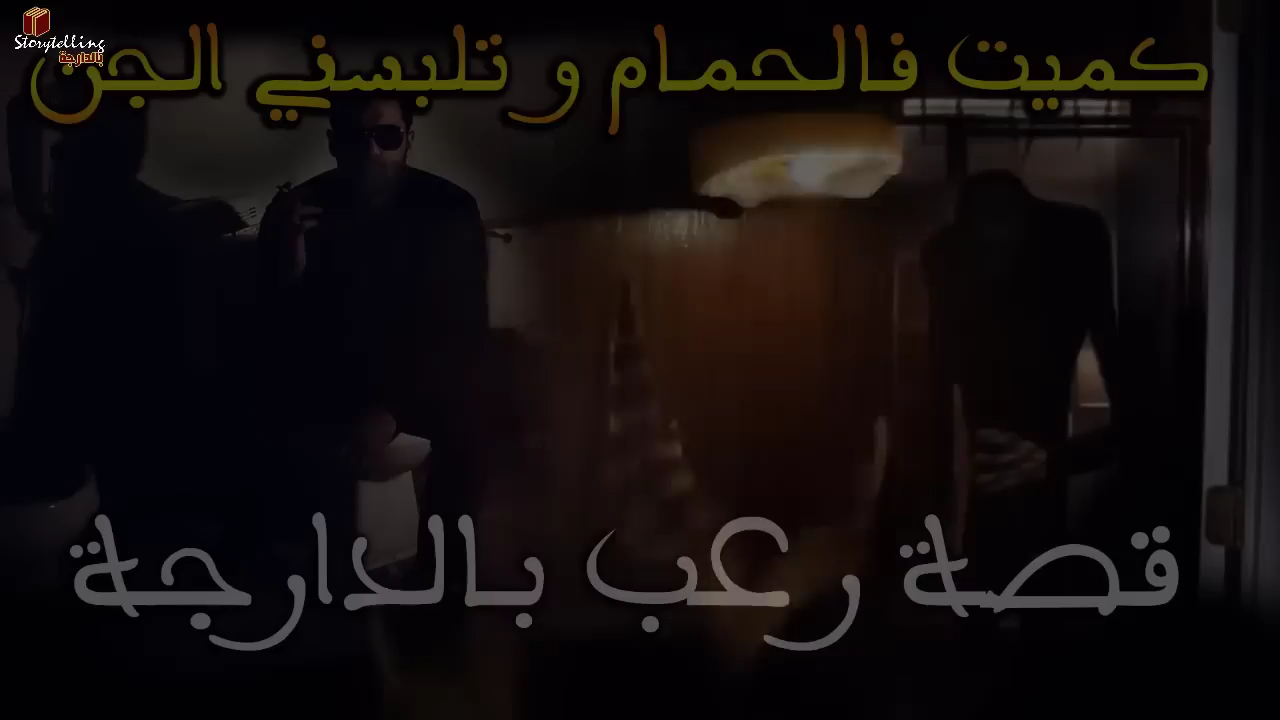 Storytelling
بالدارجة
كميت فالحمام و تلبسني الجن
قصة رعب بالدارجة